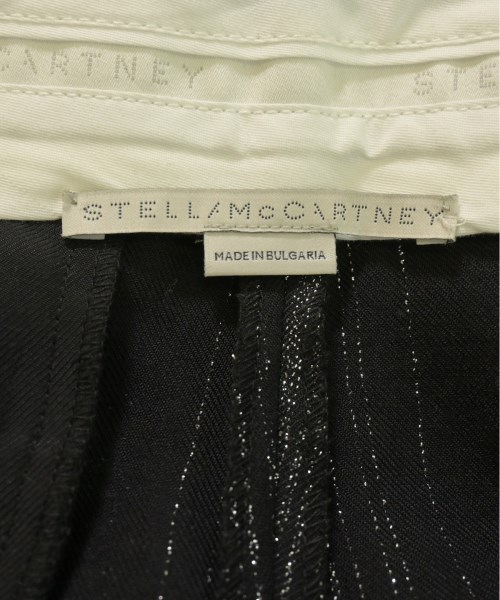 CARTNEY STE
STELLA McCARTNEY
MADE IN BULGARIA